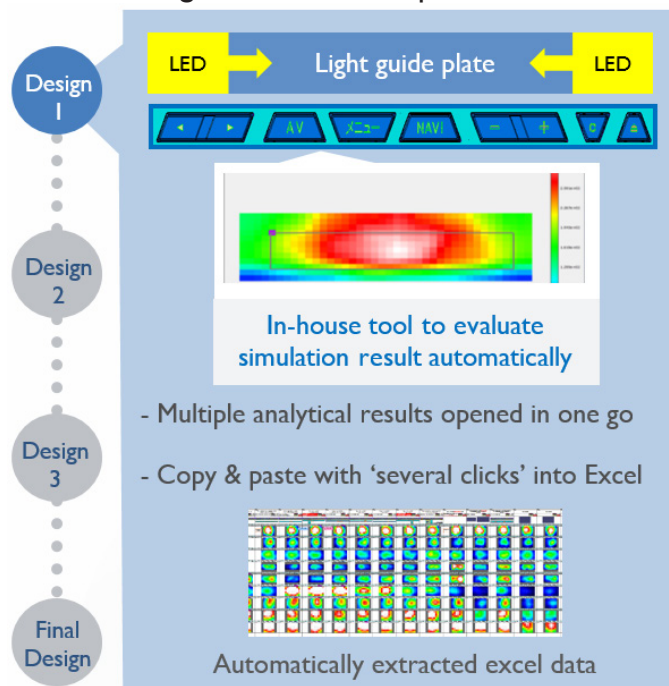 Design
1
LED
Light guide plate
LED
AV
メニュー
NAVI
Design
2
In-house tool to evaluate
simulation result automatically
- Multiple analytical results opened in one go
Design
3
- Copy & paste with ‘several clicks’ into Excel
Final
Design
Automatically extracted excel data